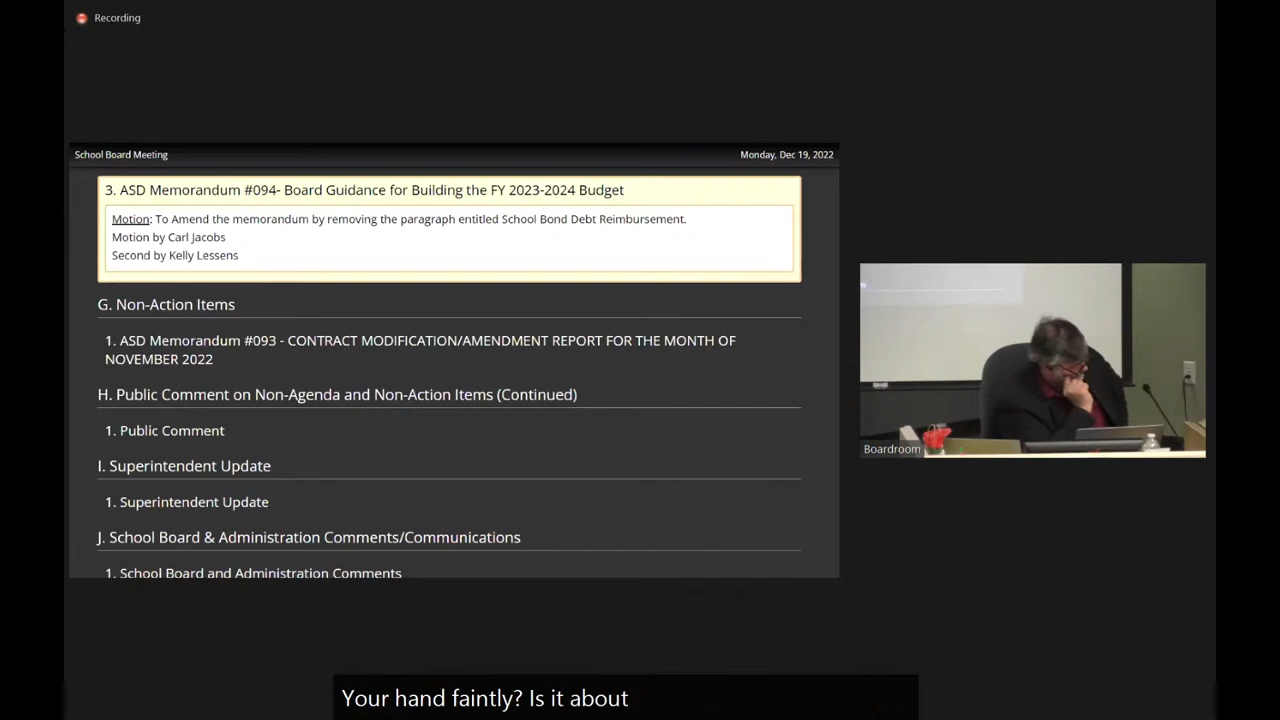 Recording
School Board Meeting
Monday, Dec 19, 2022
3. ASD Memorandum #094- Board Guidance for Building the FY 2023-2024 Budget
Motion: To Amend the memorandum by removing the paragraph entitled School Bond Debt Reimbursement.
Motion by Carl Jacobs
Second by Kelly Lessens
G. Non-Action Items
1. ASD Memorandum #093 - CONTRACT MODIFICATION/AMENDMENT REPORT FOR THE MONTH OF
NOVEMBER 2022
H. Public Comment on Non-Agenda and Non-Action Items (Continued)
1. Public Comment
I. Superintendent Update
1. Superintendent Update
J. School Board & Administration Comments/Communications
1. School Board and Administration Comments
Boardroom
Your hand faintly? Is it about